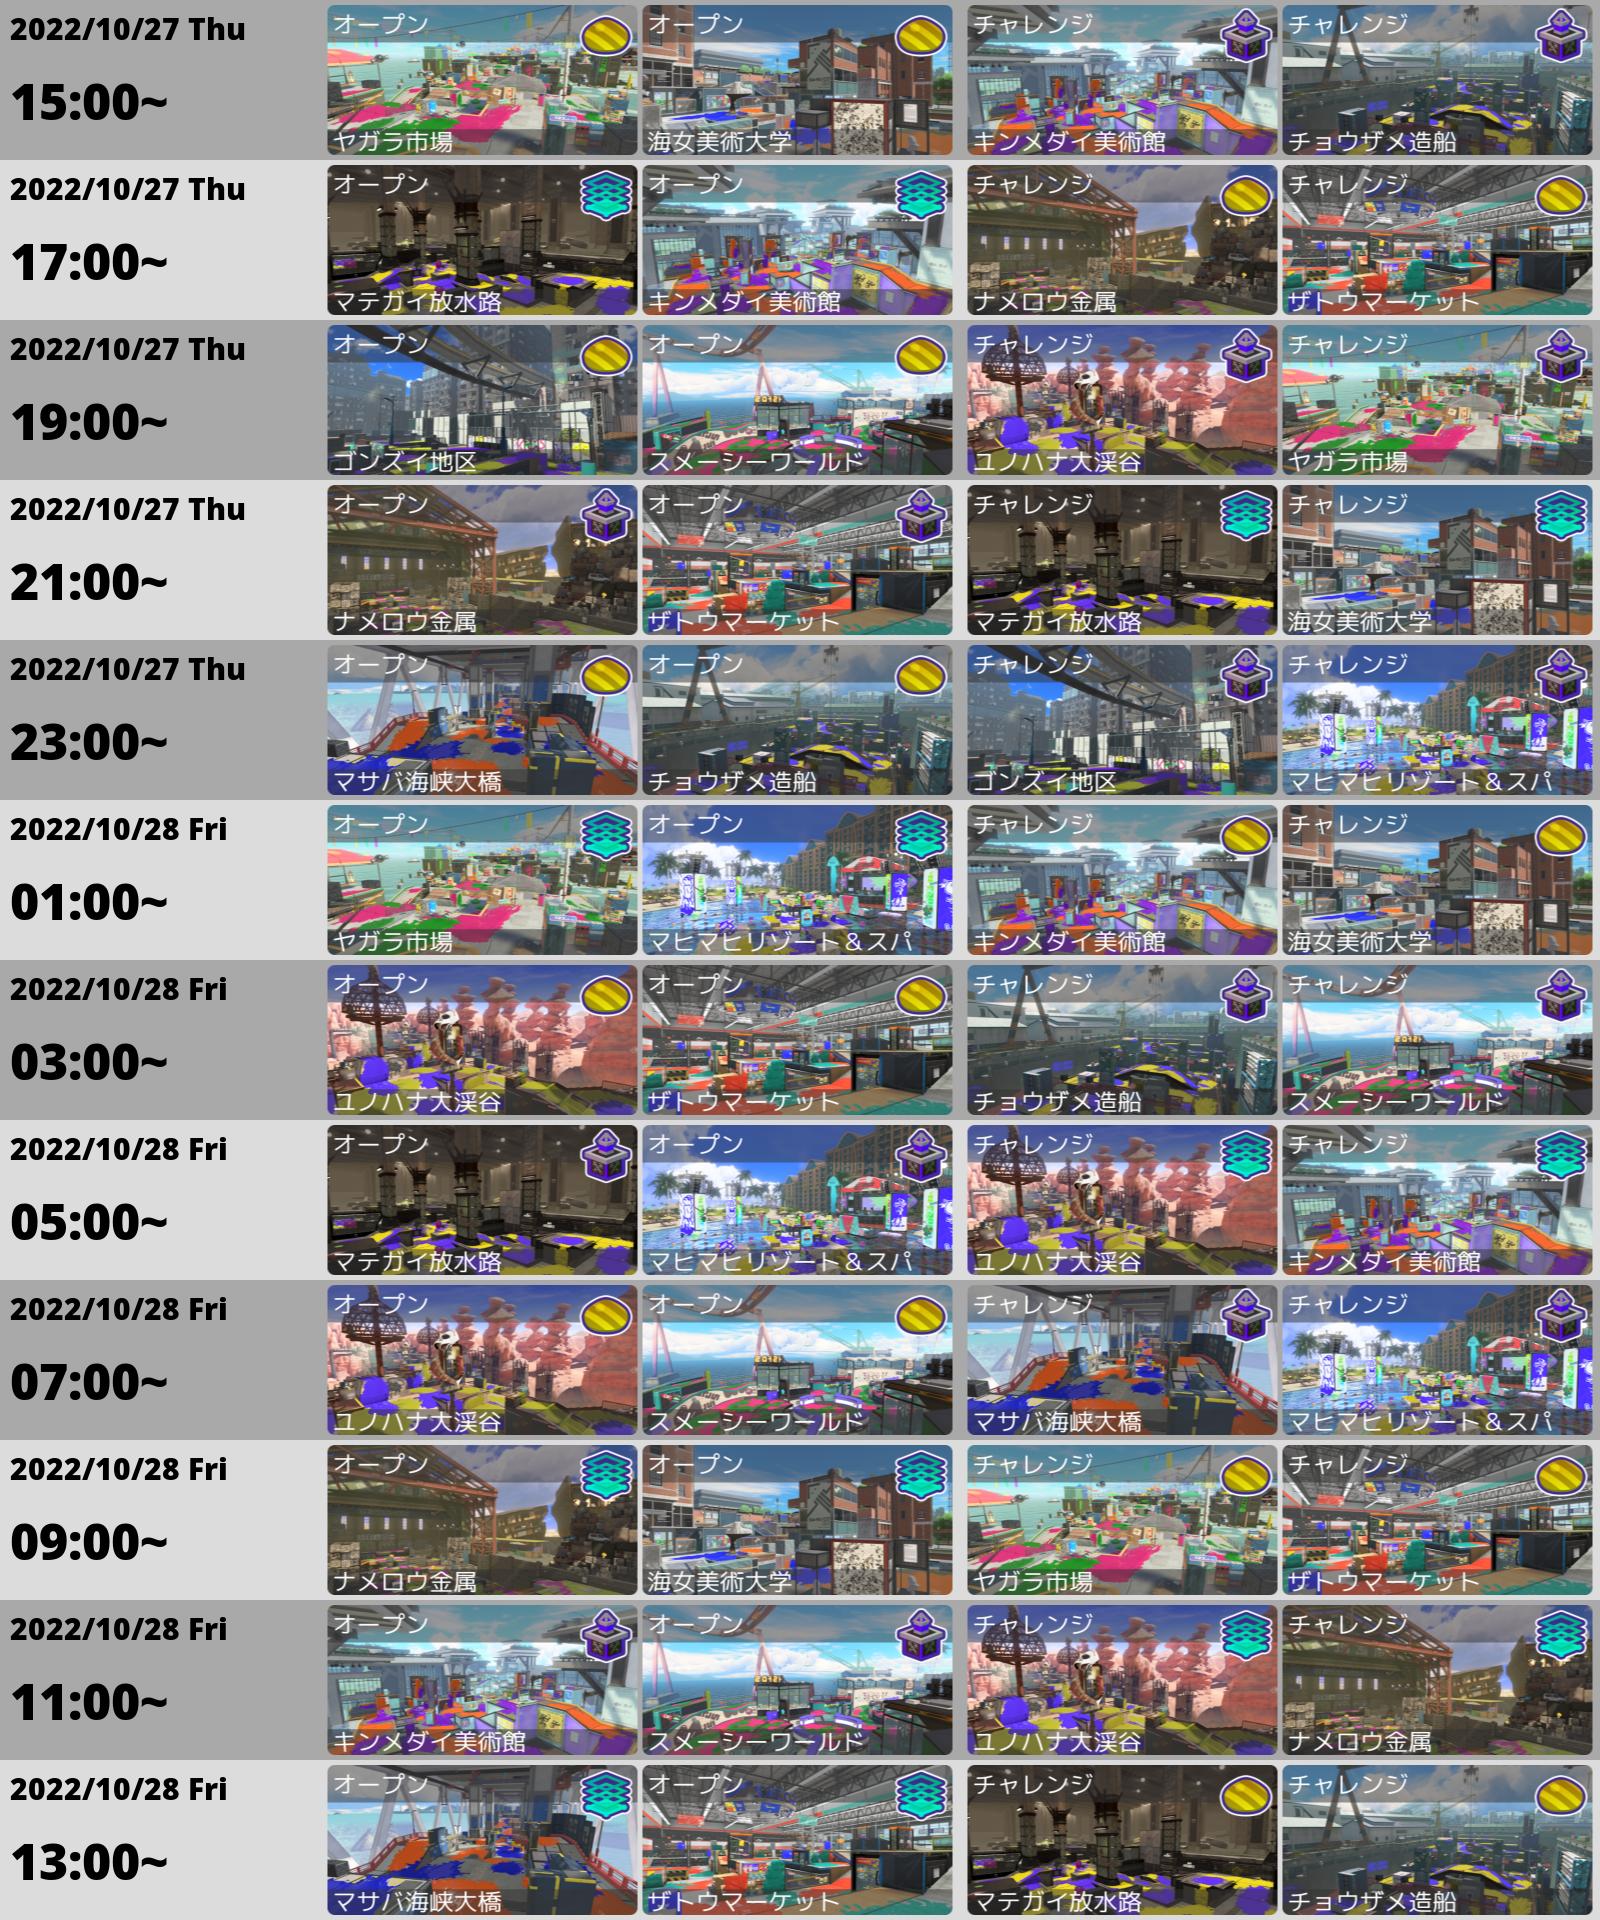 2022/10/27 Thu
15:00~
オープン
ヤガラ市場
オープン
海女美術大学
チャレンジ
キンメダイ美術館
チャレンジ
チョウザメ造船
2022/10/27 Thu
17:00~
オープン
マテガイ放水路
オープン
キンメダイ美術館
チャレンジ
ナメロウ金属
チャレンジ
ザトウマーケット
2022/10/27 Thu
19:00~
オープン
ゴンズイ地区
オープン
スメーシーワールド
チャレンジ
ユノハナ大渓谷
チャレンジ
ヤガラ市場
2022/10/27 Thu
21:00~
オープン
ナメロウ金属
オープン
ザトウマーケット
チャレンジ
マテガイ放水路
チャレンジ
海女美術大学
2022/10/27 Thu
23:00~
オープン
マサバ海峡大橋
オープン
チョウザメ造船
チャレンジ
ゴンズイ地区
チャレンジ
マヒマヒリゾート&スパ
2022/10/28 Fri
01:00~
オープン
ヤガラ市場
オープン
マヒマヒリゾート&スパ
チャレンジ
キンメダイ美術館
チャレンジ
海女美術大学
2022/10/28 Fri
03:00~
オープン
ユノハナ大渓谷
オープン
ザトウマーケット
チャレンジ
チョウザメ造船
チャレンジ
スメーシーワールド
2022/10/28 Fri
05:00~
オープン
マテガイ放水路
オープン
マヒマヒリゾート&スパ
チャレンジ
ユノハナ大渓谷
チャレンジ
キンメダイ美術館
2022/10/28 Fri
07:00~
オープン
ユノハナ大渓谷
オープン
スメーシーワールド
チャレンジ
マサバ海峡大橋
チャレンジ
マヒマヒリゾート&スパ
2022/10/28 Fri
09:00~
オープン
ナメロウ金属
オープン
海女美術大学
チャレンジ
ヤガラ市場
チャレンジ
ザトウマーケット
2022/10/28 Fri
11:00~
オープン
キンメダイ美術館
オープン
スメーシーワールド
チャレンジ
ユノハナ大渓谷
チャレンジ
ナメロウ金属
2022/10/28 Fri
13:00~
オープン
マサバ海峡大橋
オープン
ザトウマーケット
チャレンジ
マテガイ放水路
チャレンジ
チョウザメ造船